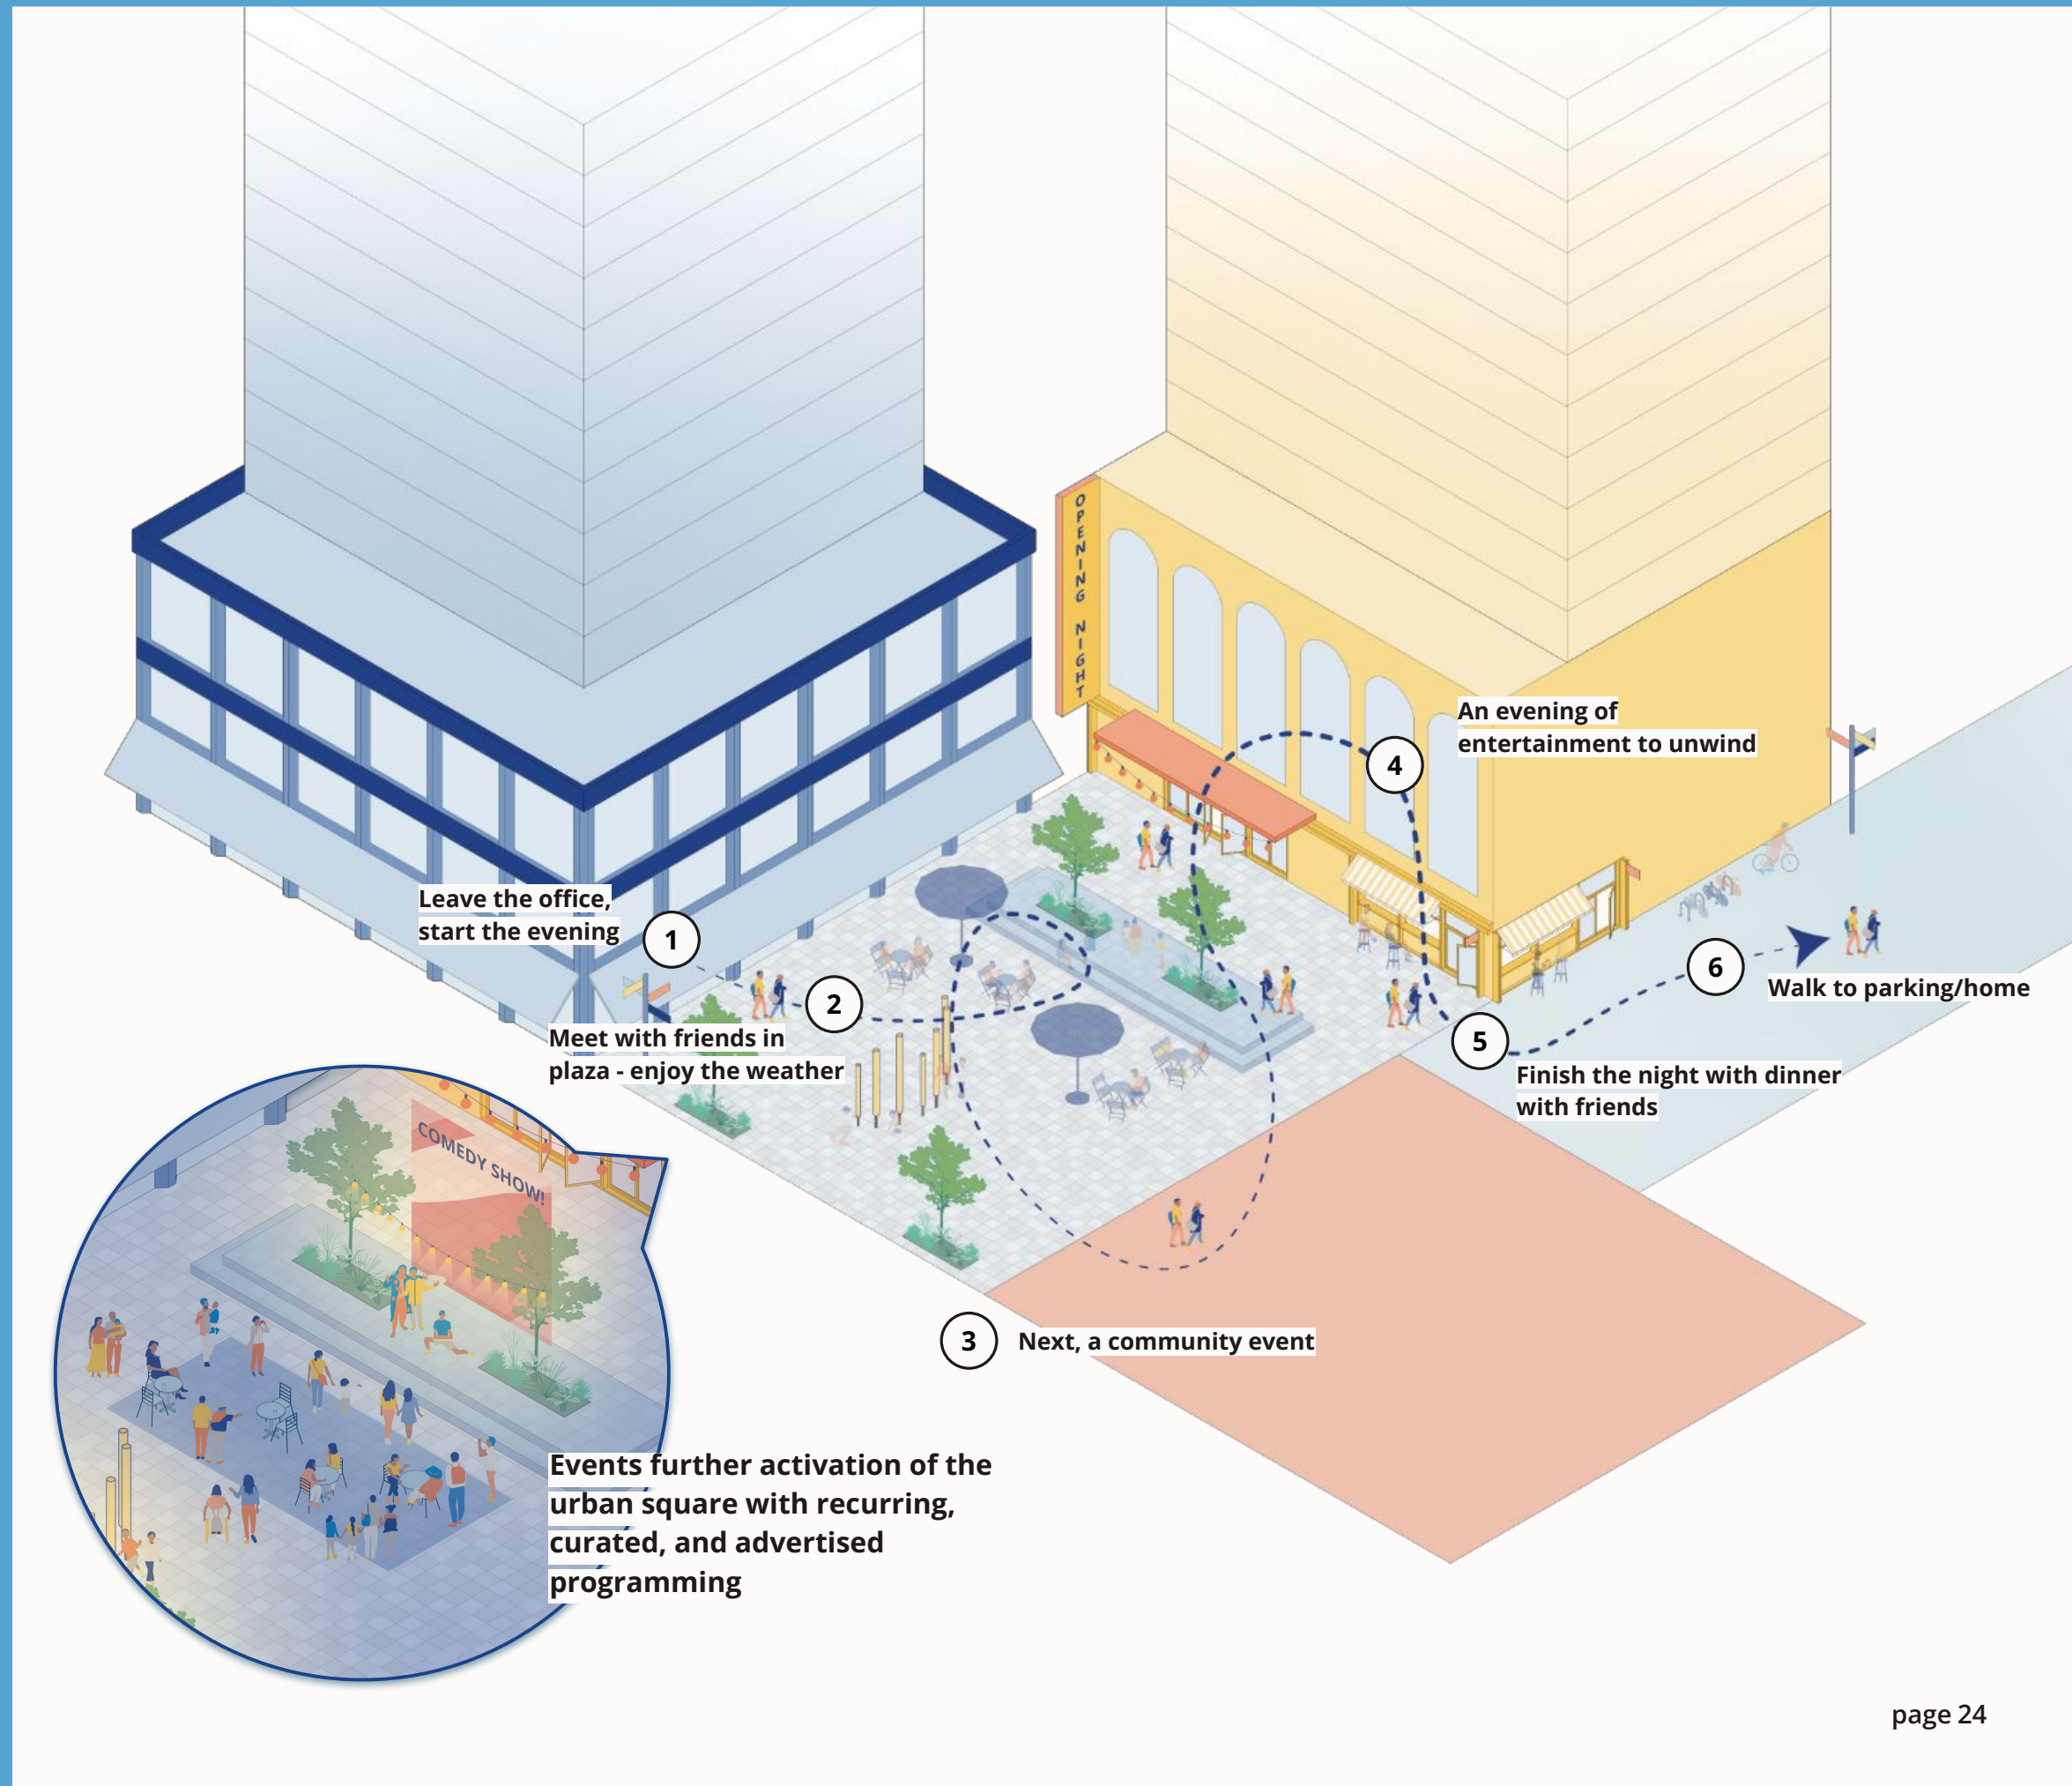 OPENING NIGHT
An evening of
entertainment to unwind
4
Leave the office,
start the evening
1
2
Meet with friends in
plaza - enjoy the weather
6
Walk to parking/home
5
Finish the night with dinner
with friends
COMEDY SHOW!
3
Next, a community event
Events further activation of the
urban square with recurring,
curated, and advertised
programming
page 24